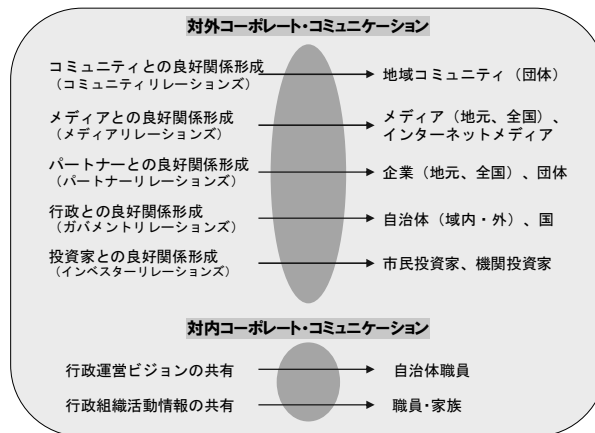 対外コーポレート・コミュニケーション
コミュニティとの良好関係形成
（コミュニティリレーションズ）
地域コミュニティ（団体）
メディアとの良好関係形成
（メディアリレーションズ）
メディア（地元、全国）、
インターネットメディア
パートナーとの良好関係形成
（パートナーリレーションズ）
企業（地元、全国）、団体
行政との良好関係形成
（ガバメントリレーションズ）
自治体（域内・外）、国
投資家との良好関係形成
（インベスターリレーションズ）
市民投資家、機関投資家
対内コーポレート・コミュニケーション
行政運営ビジョンの共有
自治体職員
行政組織活動情報の共有
職員・家族